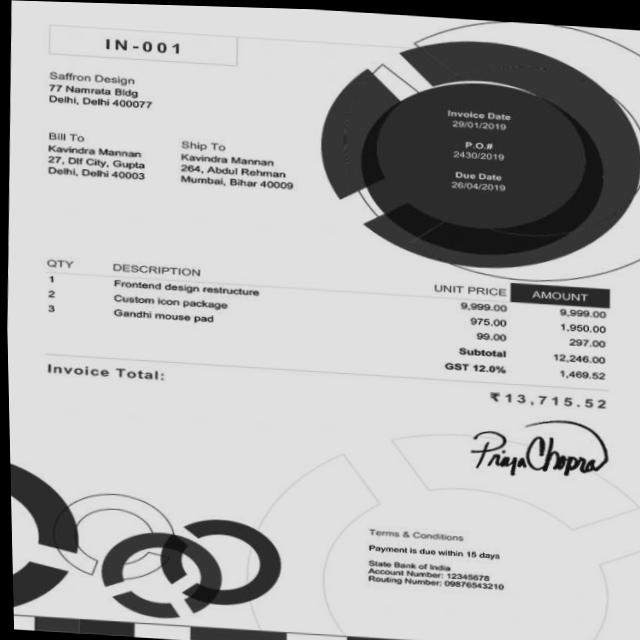 IN-001
Saffron Design
77 Namrata Bldg
Delhi, Delhi 400077
Invoice Date
29/01/2019
P.O.#
2430/2019
Due Date
26/04/2019
Bill To
Kavindra Mannan
27, Dlf City, Gupta
Delhi, Delhi 40003
Ship To
Kavindra Mannan
264, Abdul Rehman
Mumbai, Bihar 40009
QTY DESCRIPTION UNIT PRICE AMOUNT
1 Frontend design restructure 9,999.00 9,999.00
2 Custom icon package 975.00 1,950.00
3 Gandhi mouse pad 99.00 297.00
Subtotal 12,246.00
GST 12.0% 1,469.52
Invoice Total: ₹13,715.52
Priya Chopra
Terms & Conditions
Payment is due within 15 days
State Bank of India
Account Number: 12345678
Routing Number: 09876543210